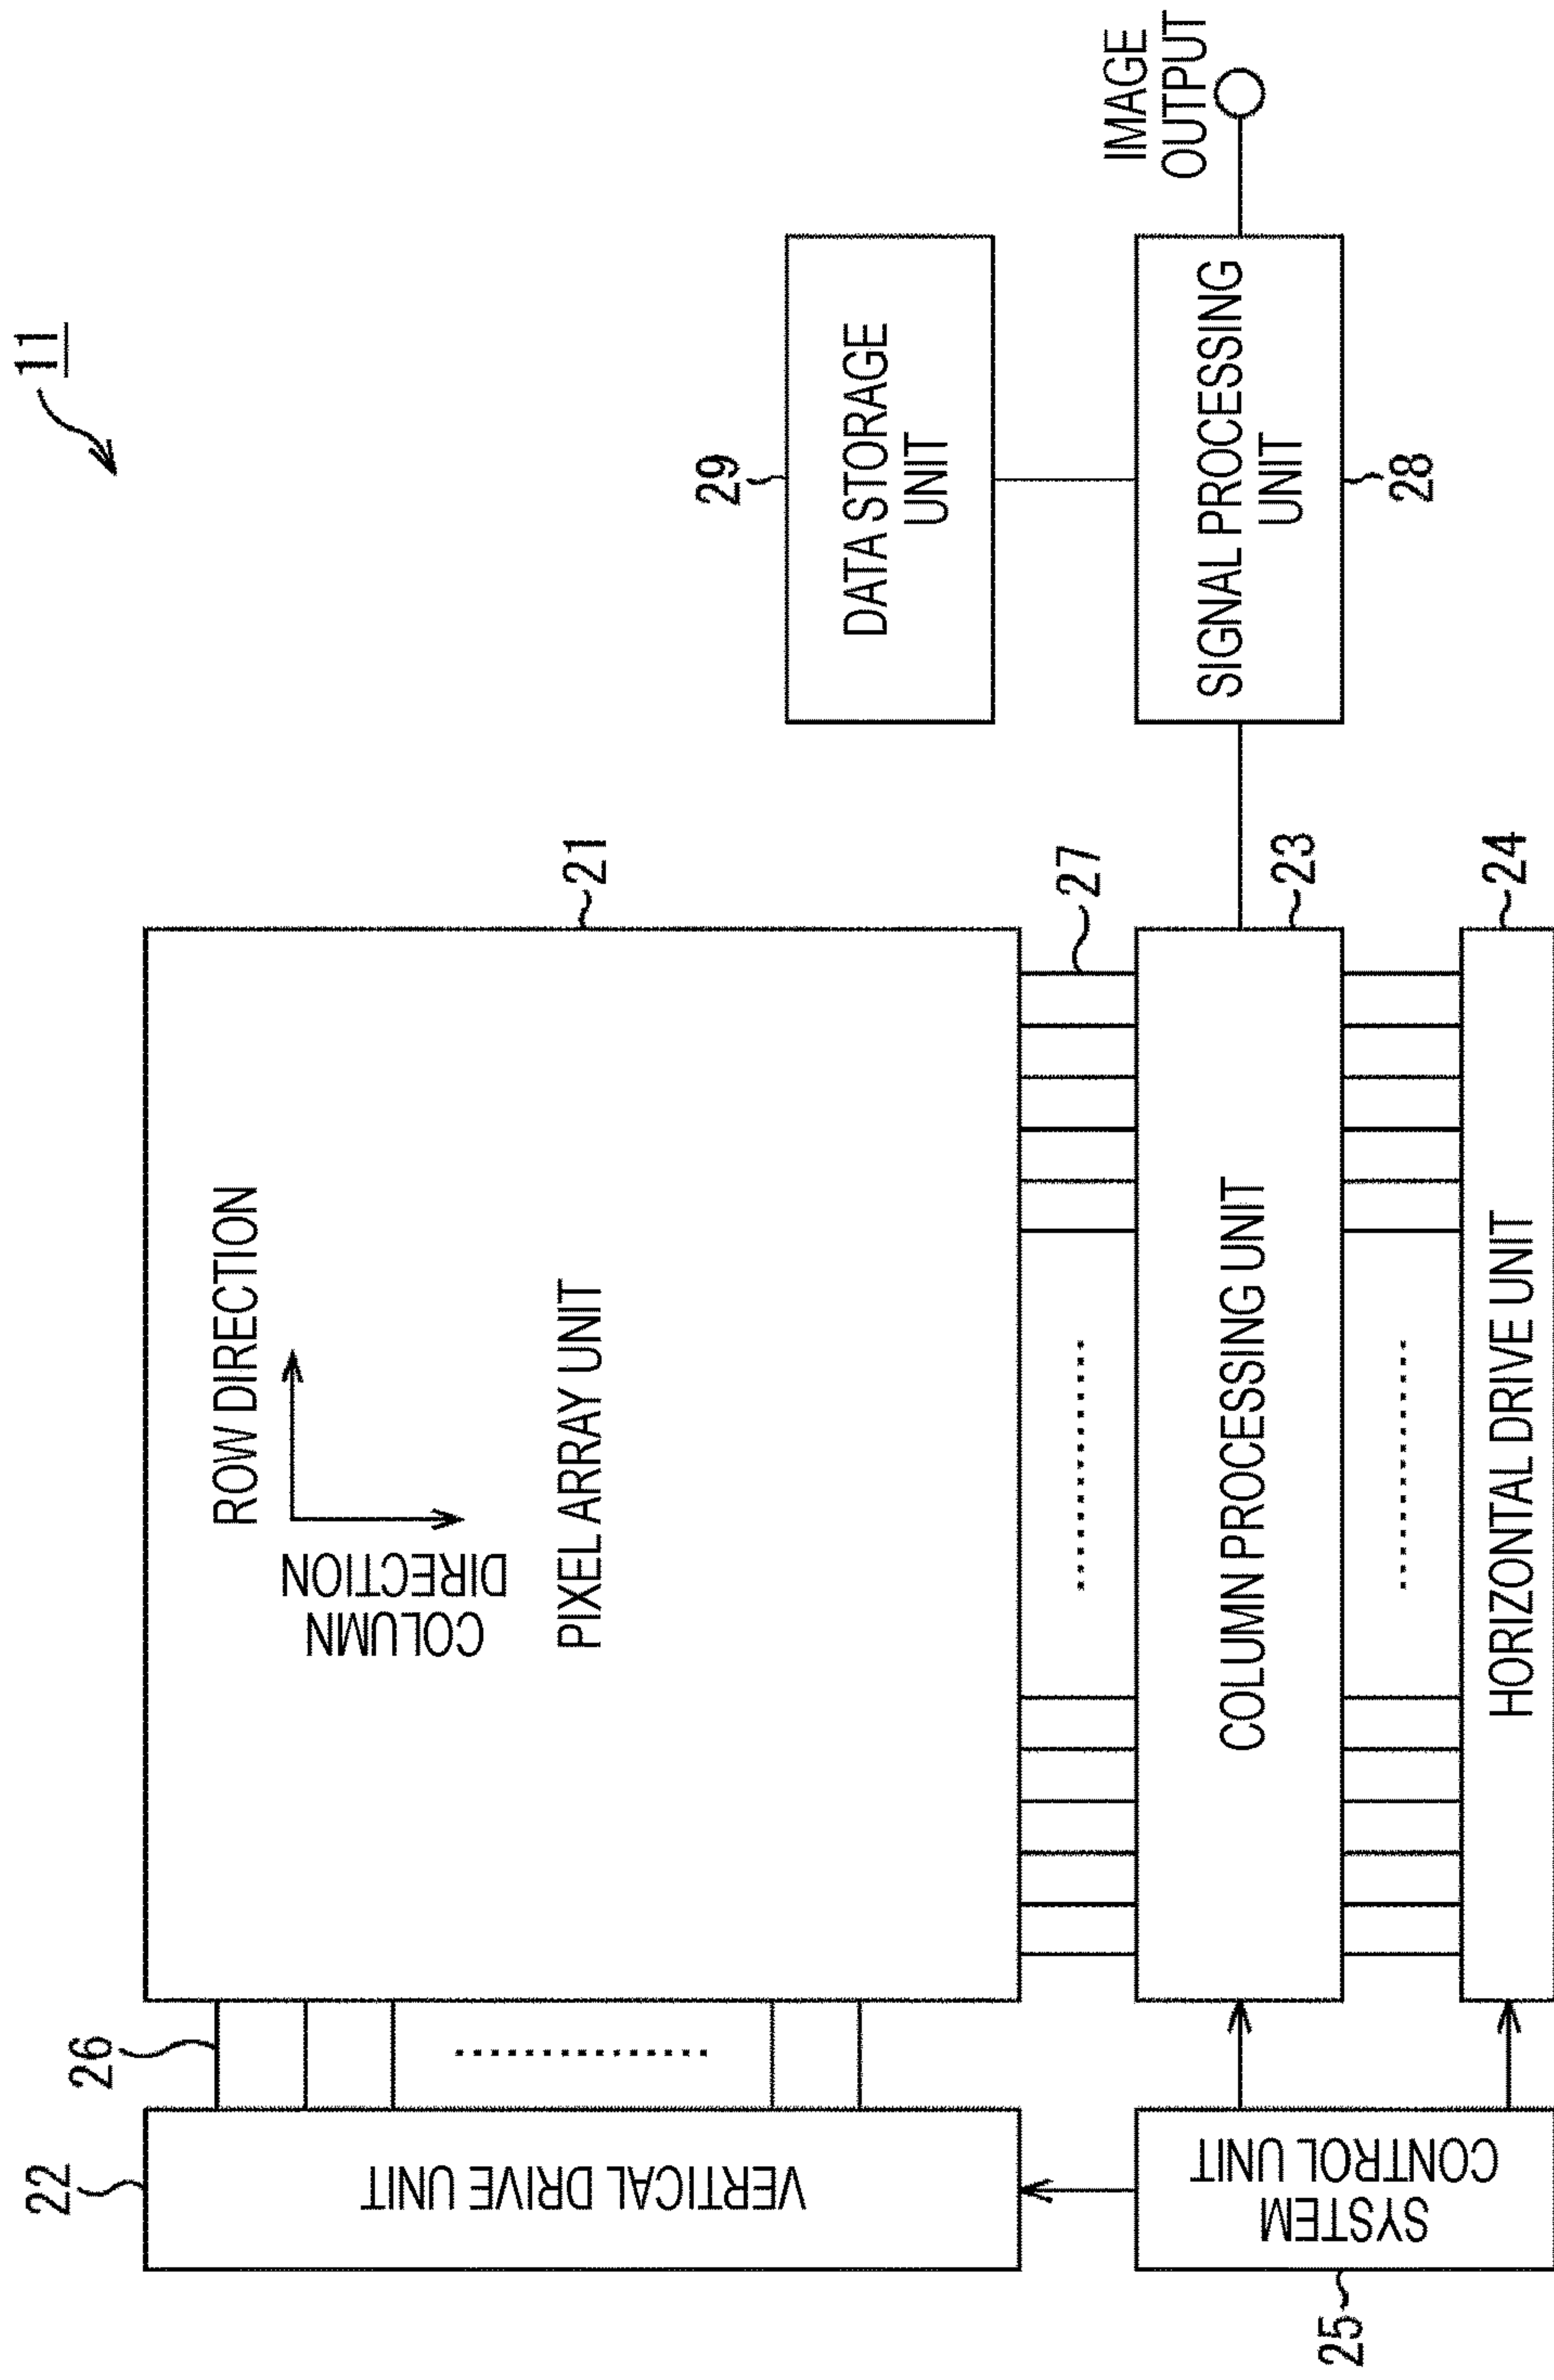 11
22
26
ROW DIRECTION
COLUMN
DIRECTION
PIXEL ARRAY UNIT
21
VERTICAL DRIVE UNIT
29
DATA STORAGE
UNIT
27
IMAGE
OUTPUT
SYSTEM
CONTROL UNIT
25
COLUMN PROCESSING UNIT
23
SIGNAL PROCESSING
UNIT
28
HORIZONTAL DRIVE UNIT
24